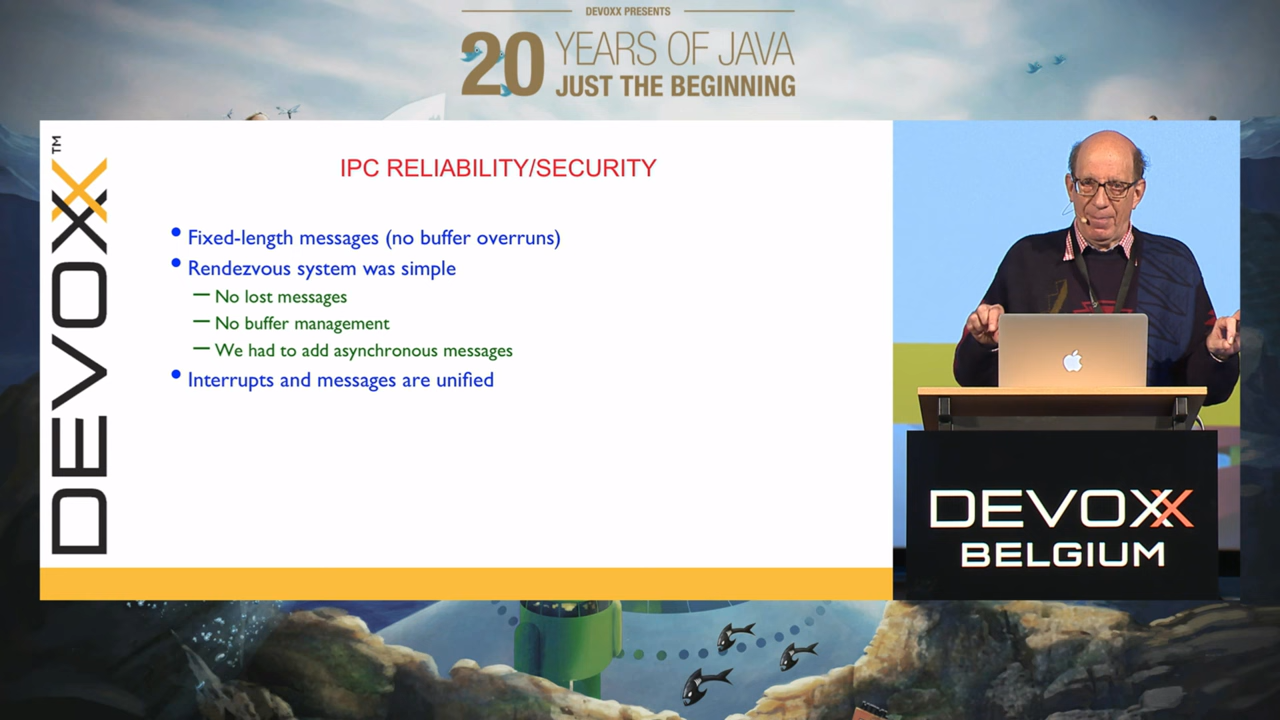 DEVOXX PRESENTS
20 YEARS OF JAVA
JUST THE BEGINNING
DEVOXX™
IPC RELIABILITY/SECURITY
• Fixed-length messages (no buffer overruns)
• Rendezvous system was simple
— No lost messages
— No buffer management
— We had to add asynchronous messages
• Interrupts and messages are unified
DEVOXX
BELGIUM